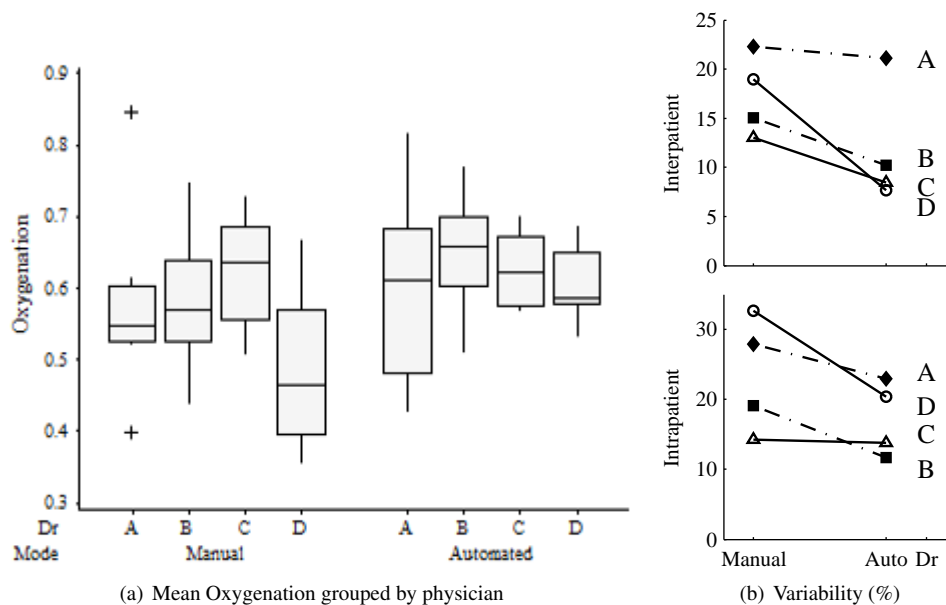 0.9
0.8
0.7
0.6
0.5
0.4
0.3
Oxygenation
Dr A B C D A B C D
Mode Manual Automated
(a) Mean Oxygenation grouped by physician
25
20
15
10
5
0
Interpatient
A
B
C
D
30
20
10
0
Intrapatient
A
D
C
B
Manual Auto Dr
(b) Variability (%)